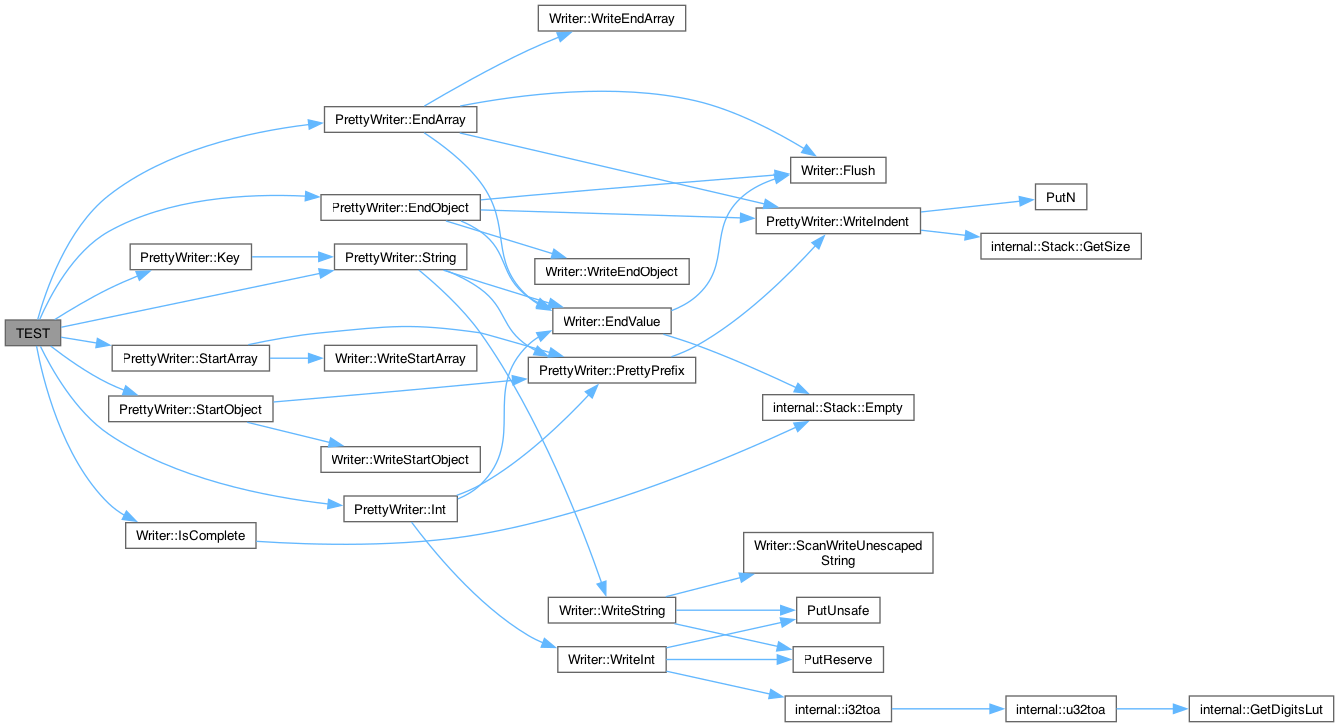 Writer::WriteEndArray
PrettyWriter::EndArray
Writer::Flush
PrettyWriter::EndObject
PutN
PrettyWriter::WriteIndent
internal::Stack::GetSize
PrettyWriter::Key
PrettyWriter::String
Writer::WriteEndObject
TEST
Writer::EndValue
PrettyWriter::StartArray
Writer::WriteStartArray
PrettyWriter::PrettyPrefix
PrettyWriter::StartObject
internal::Stack::Empty
Writer::WriteStartObject
PrettyWriter::Int
Writer::IsComplete
Writer::ScanWriteUnescaped
String
Writer::WriteString
PutUnsafe
Writer::WriteInt
PutReserve
internal::i32toa
internal::u32toa
internal::GetDigitsLut